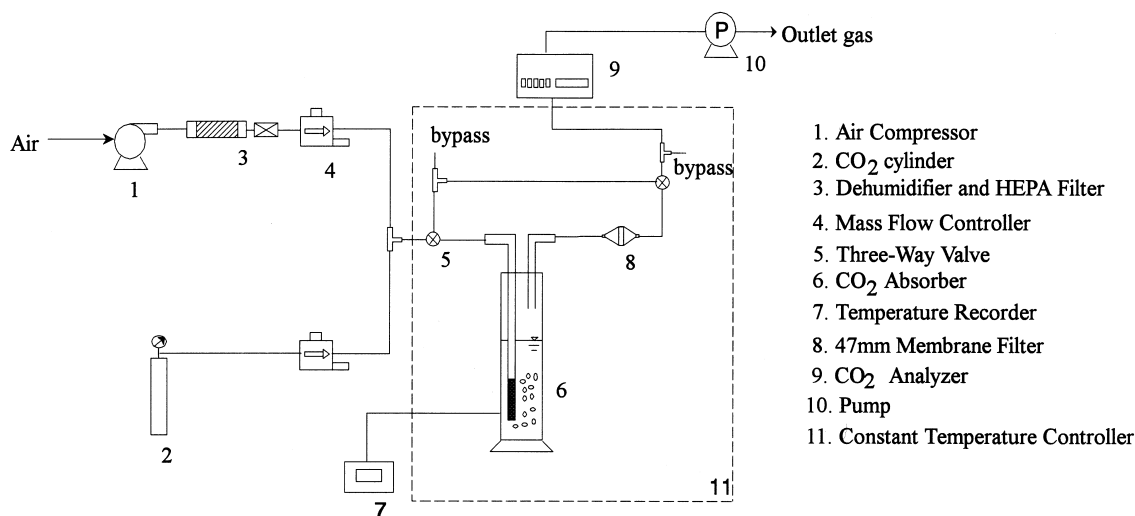 P
Outlet gas
9
10
Air
bypass
bypass
3
4
1
5
8
6
2
7
11
1. Air Compressor
2. CO2 cylinder
3. Dehumidifier and HEPA Filter
4. Mass Flow Controller
5. Three-Way Valve
6. CO2 Absorber
7. Temperature Recorder
8. 47mm Membrane Filter
9. CO2 Analyzer
10. Pump
11. Constant Temperature Controller